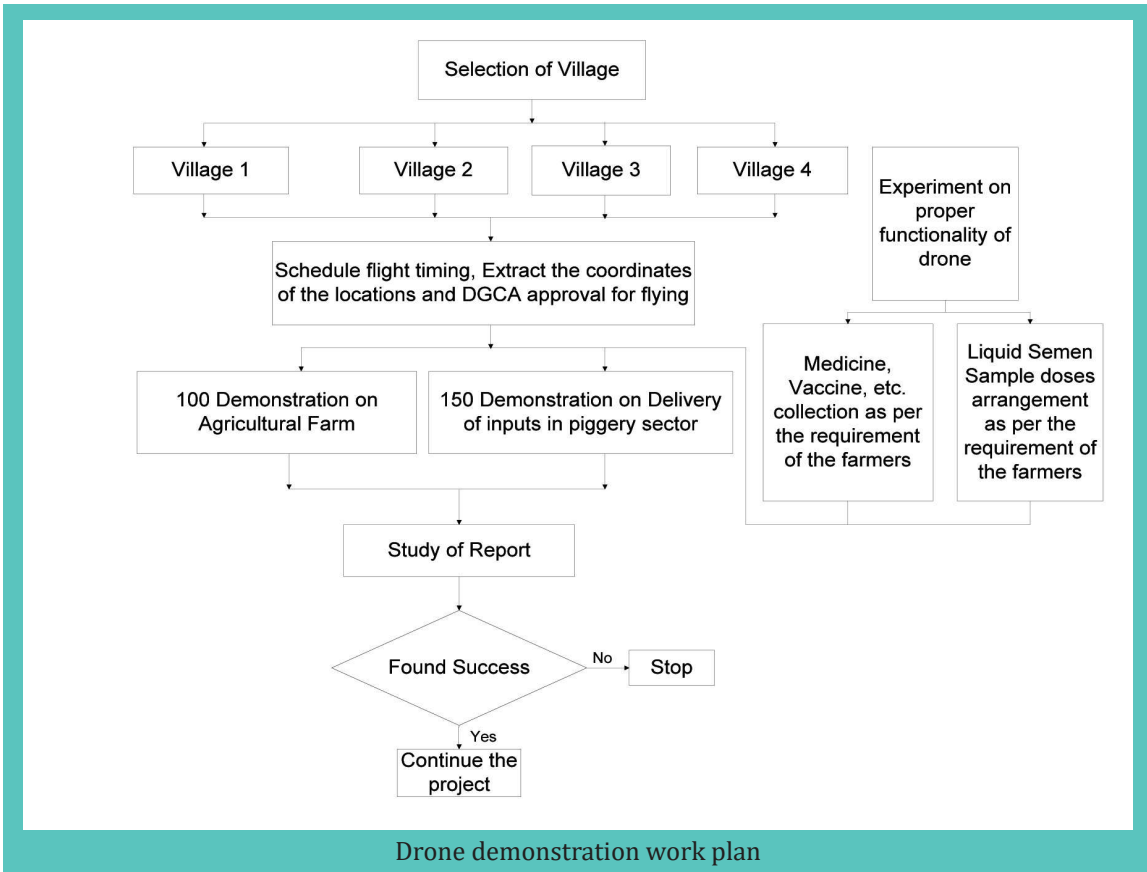 Selection of Village
Village 1
Village 2
Village 3
Village 4
Experiment on
proper
functionality of
drone
Schedule flight timing, Extract the coordinates
of the locations and DGCA approval for flying
100 Demonstration on
Agricultural Farm
150 Demonstration on Delivery
of inputs in piggery sector
Medicine,
Vaccine, etc.
collection as per
the requirement
of the farmers
Liquid Semen
Sample doses
arrangement
as per the
requirement of
the farmers
Study of Report
Found Success
No
Stop
Yes
Continue the
project
Drone demonstration work plan